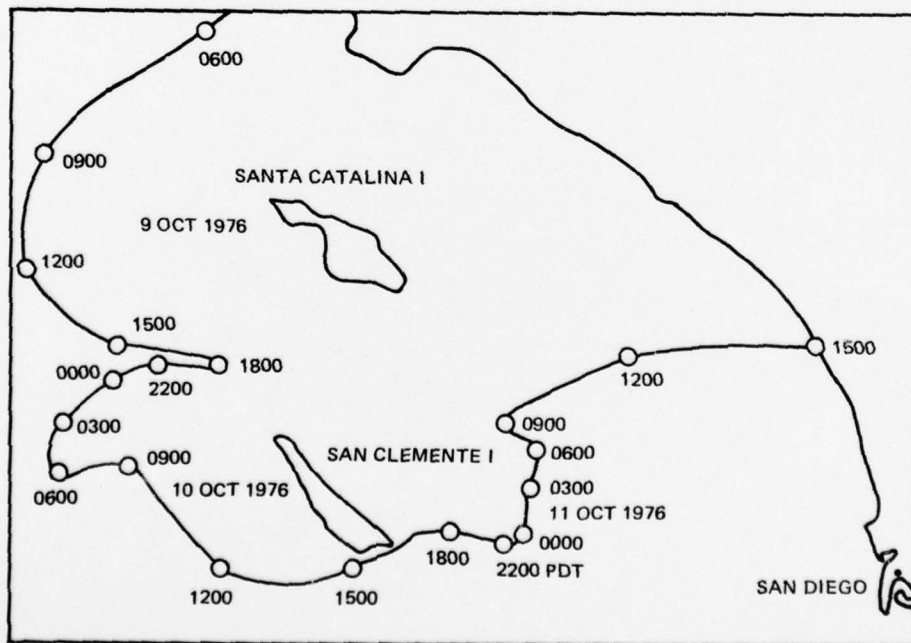 0600
0900
SANTA CATALINA I
9 OCT 1976
1200
1500
1800
2200
0000
0300
0600
0900
10 OCT 1976
SAN CLEMENTE I
1200
1500
1800
2200 PDT
0000
11 OCT 1976
0300
0600
0900
1200
1500
SAN DIEGO